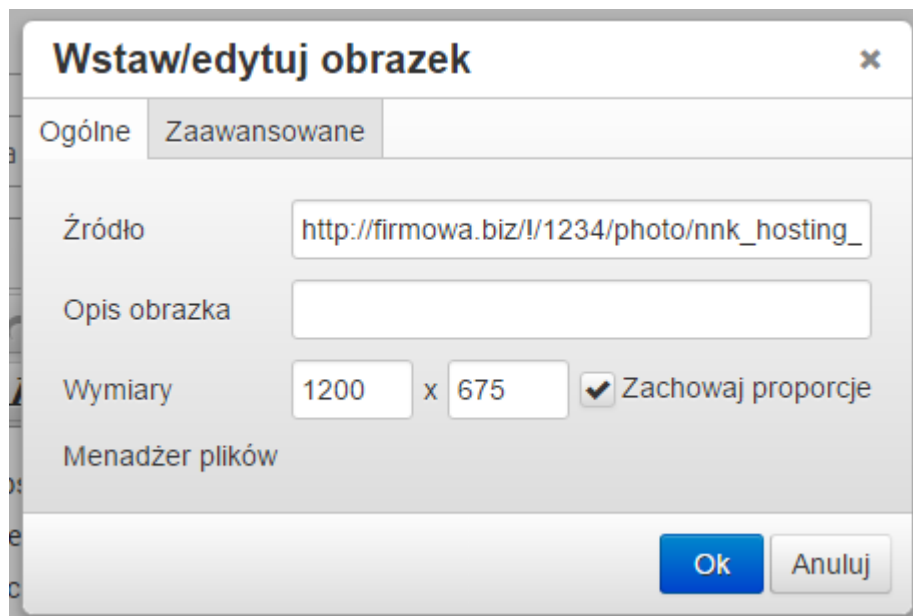 Wstaw/edytuj obrazek
Ogólne Zaawansowane
Źródło http://firmowa.biz/!/1234/photo/nnk_hosting_
Opis obrazka
Wymiary 1200 x 675 Zachowaj proporcje
Menadżer plików
Ok Anuluj